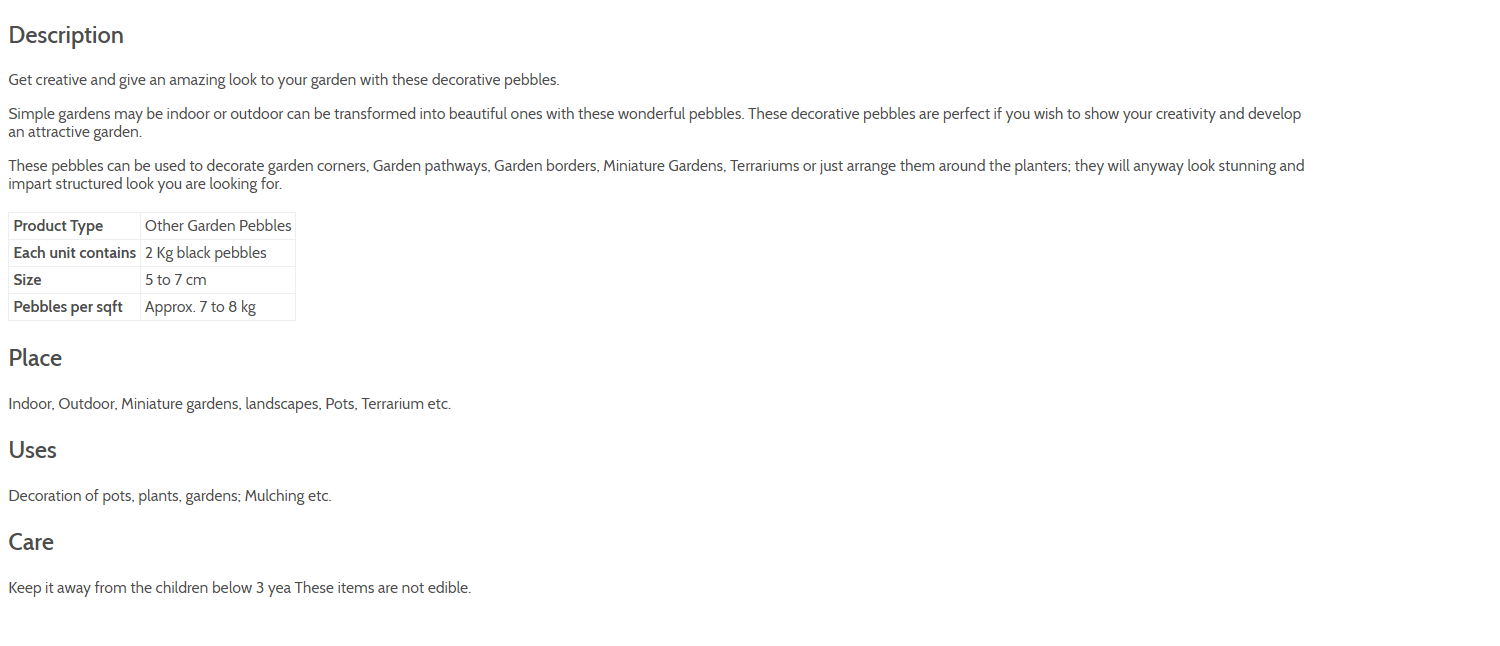 Description
Get creative and give an amazing look to your garden with these decorative pebbles.
Simple gardens may be indoor or outdoor can be transformed into beautiful ones with these wonderful pebbles. These decorative pebbles are perfect if you wish to show your creativity and develop
an attractive garden.
These pebbles can be used to decorate garden corners, Garden pathways, Garden borders, Miniature Gardens, Terrariums or just arrange them around the planters; they will anyway look stunning and
impart structured look you are looking for.
Product Type Other Garden Pebbles
Each unit contains 2 Kg black pebbles
Size 5 to 7 cm
Pebbles per sqft Approx. 7 to 8 kg
Place
Indoor, Outdoor, Miniature gardens, landscapes, Pots, Terrarium etc.
Uses
Decoration of pots, plants, gardens; Mulching etc.
Care
Keep it away from the children below 3 yea These items are not edible.